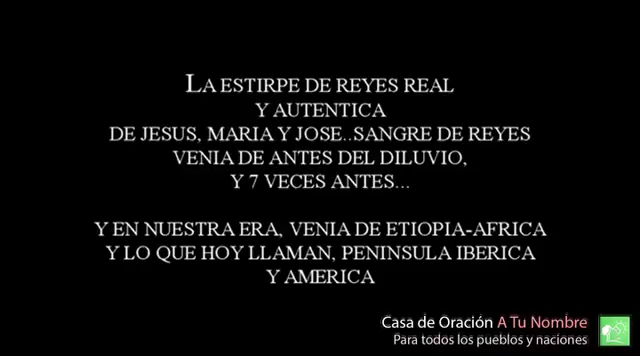 LA ESTIRPE DE REYES REAL
Y AUTENTICA
DE JESUS, MARIA Y JOSE..SANGRE DE REYES
VENIA DE ANTES DEL DILUVIO,
Y 7 VECES ANTES...
Y EN NUESTRA ERA, VENIA DE ETIOPIA-AFRICA
Y LO QUE HOY LLAMAN, PENINSULA IBERICA
Y AMERICA
Casa de Oración A Tu Nombre
Para todos los pueblos y naciones